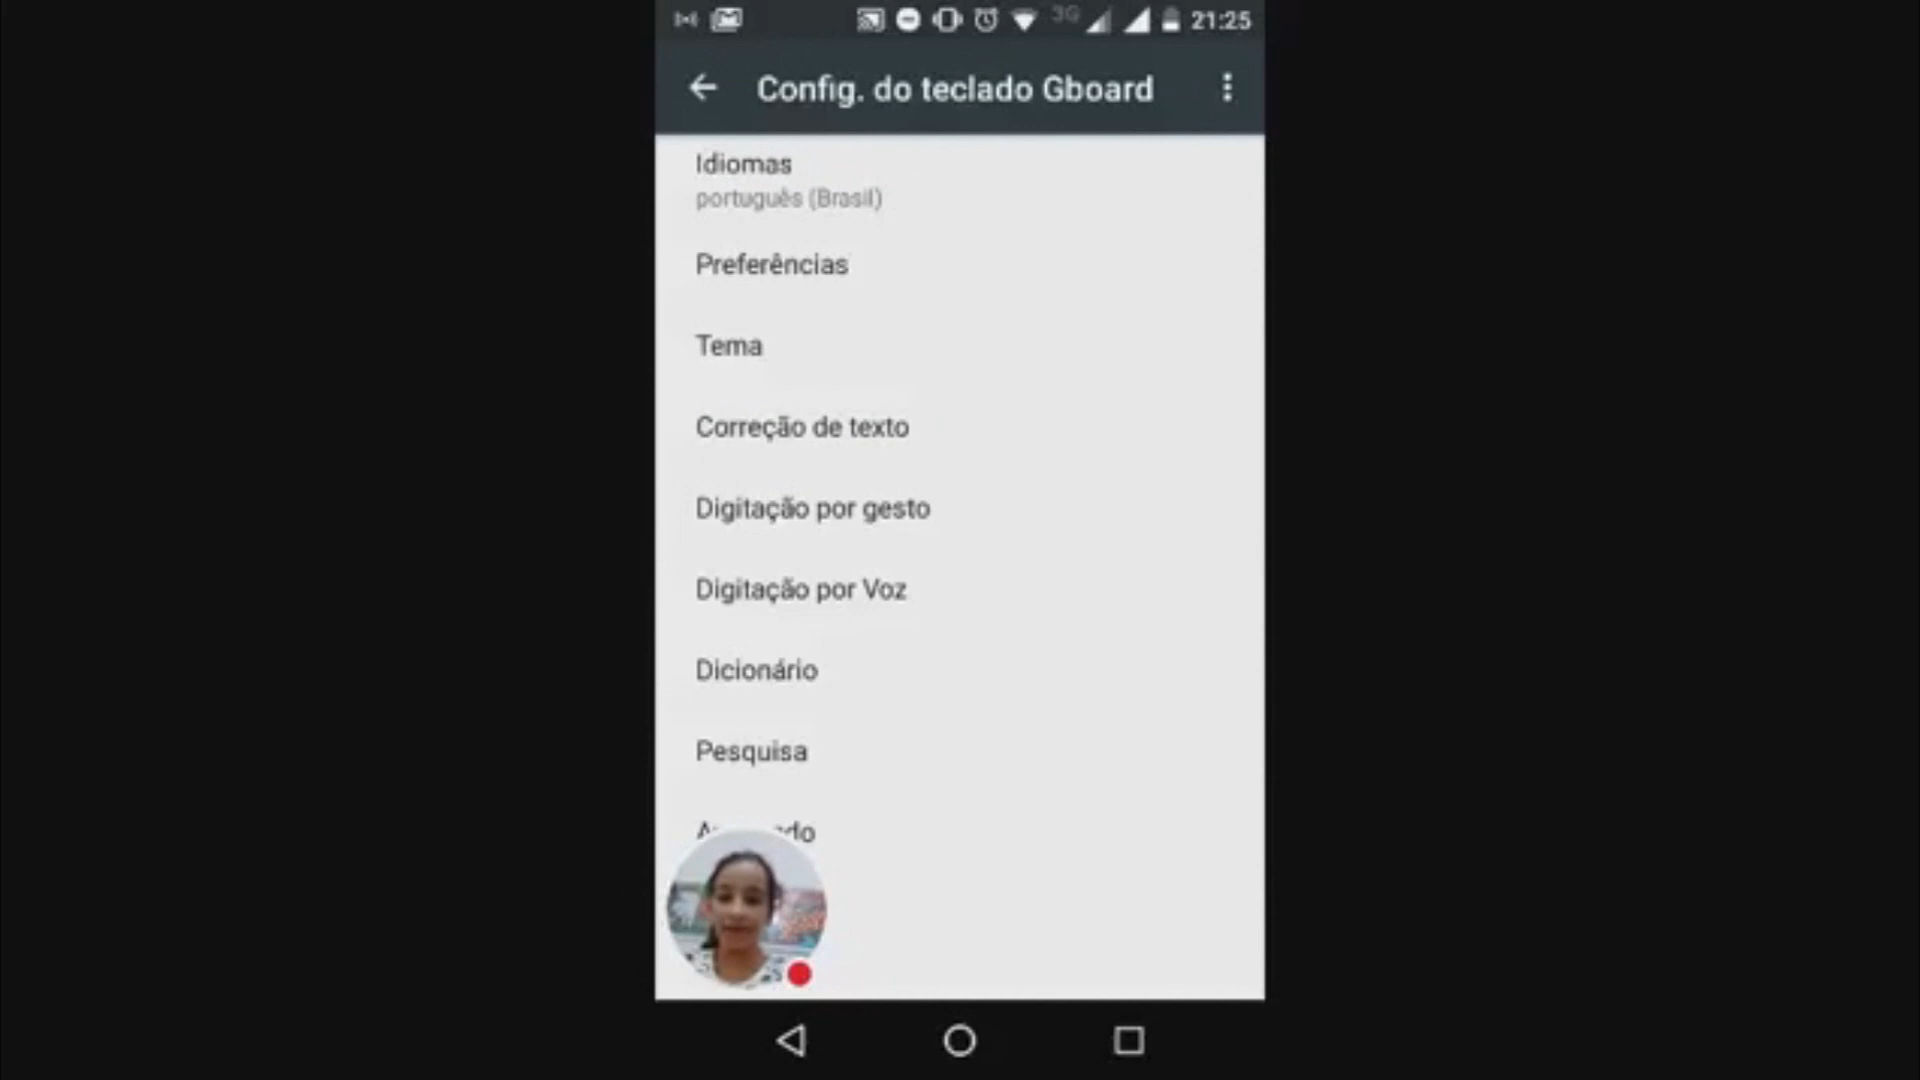 3G 21:25
Config. do teclado Gboard
Idiomas
português (Brasil)
Preferências
Tema
Correção de texto
Digitação por gesto
Digitação por Voz
Dicionário
Pesquisa